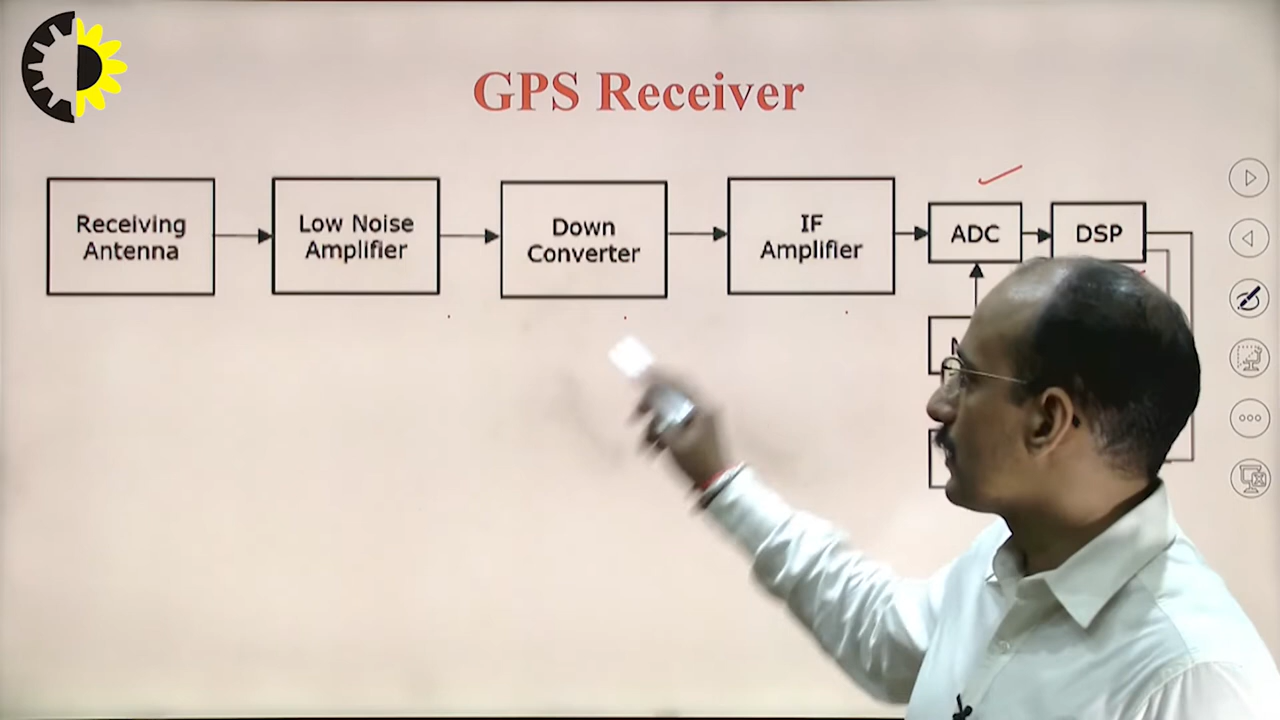 GPS Receiver
Receiving
Antenna
Low Noise
Amplifier
Down
Converter
IF
Amplifier
ADC
DSP